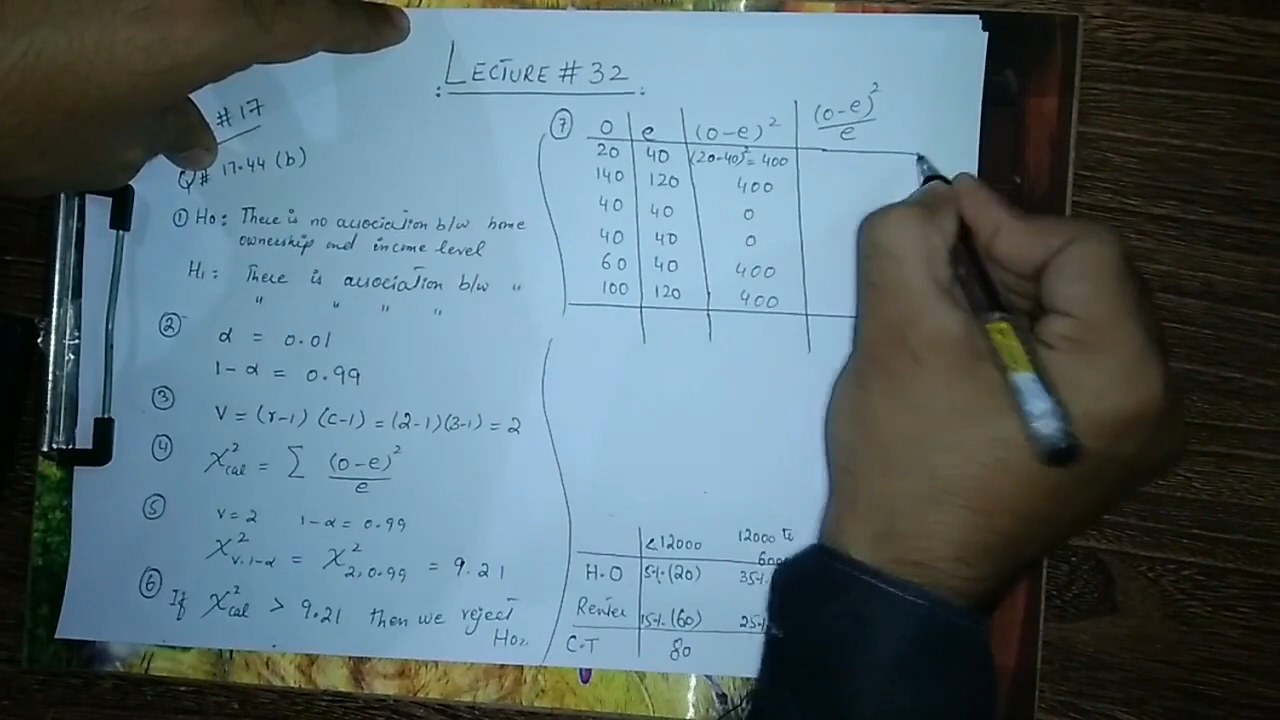 LECTURE # 32
#17
Q# 17.44 (b)
① H₀: There is no association b/w home
ownership and income level
H₁: There is association b/w "
" " " "
② α = 0.01
1-α = 0.99
③ V = (r-1) (c-1) = (2-1)(3-1) = 2
④ χ²cal = Σ (o-e)²/e
⑤ V=2 1-α = 0.99
χ²v,1-α = χ²2,0.99 = 9.21
⑥ If χ²cal > 9.21 then we reject
H₀
⑦ o e (o-e)² (o-e)²/e
20 40 (20-40)²= 400
140 120 400
40 40 0
40 40 0
60 40 400
100 120 400
<12000 12000 to
H.O 5%(20) 35%
Renter 15%(60) 25%
C.T 80